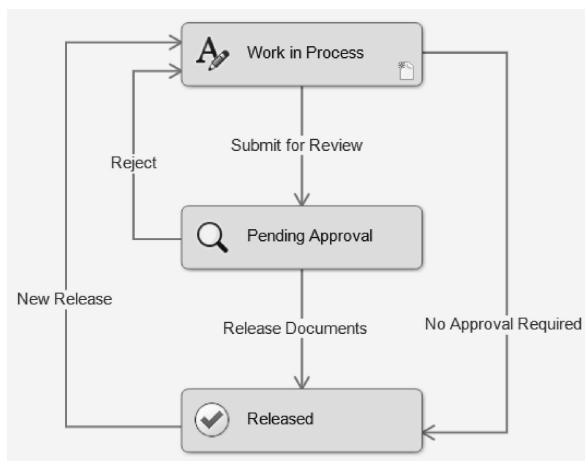 Work in Process
Submit for Review
Reject
Pending Approval
New Release
Release Documents
No Approval Required
Released